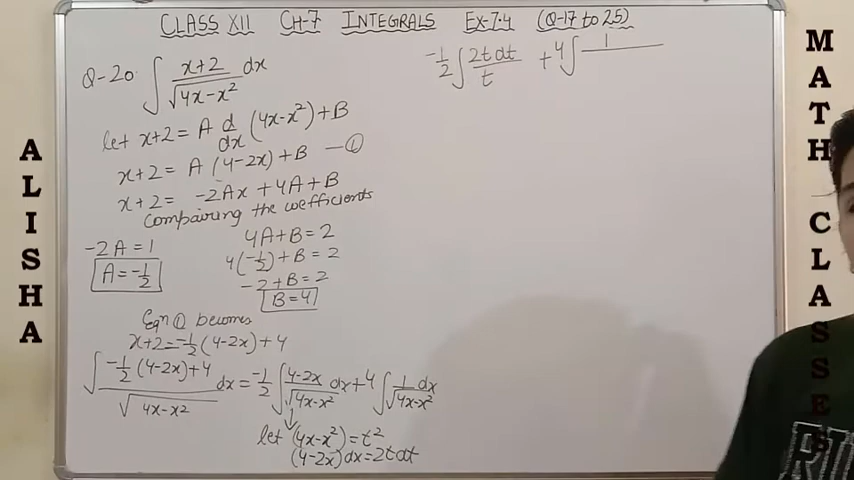 CLASS XII CH-7 INTEGRALS EX-7.4 (Q-17 to 25)
Q-20. ∫ x+2/√4x-x² dx
let x+2 = A d/dx (4x-x²)+B
x+2 = A (4-2x)+B —①
x+2 = -2Ax+4A+B
Comparing the coefficients
-2A=1
A=-1/2
4A+B=2
4(-1/2)+B=2
-2+B=2
B=4
Eqn ① becomes
x+2=-1/2(4-2x)+4
∫ -1/2(4-2x)+4/√4x-x² dx = -1/2 ∫ 4-2x/√4x-x² dx+4 ∫ 1/√4x-x² dx
let (4x-x²)=t²
(4-2x)dx=2tdt
-1/2 ∫ 2tdt/t +4 ∫ 1/
ALISHA
MATH CLASSES